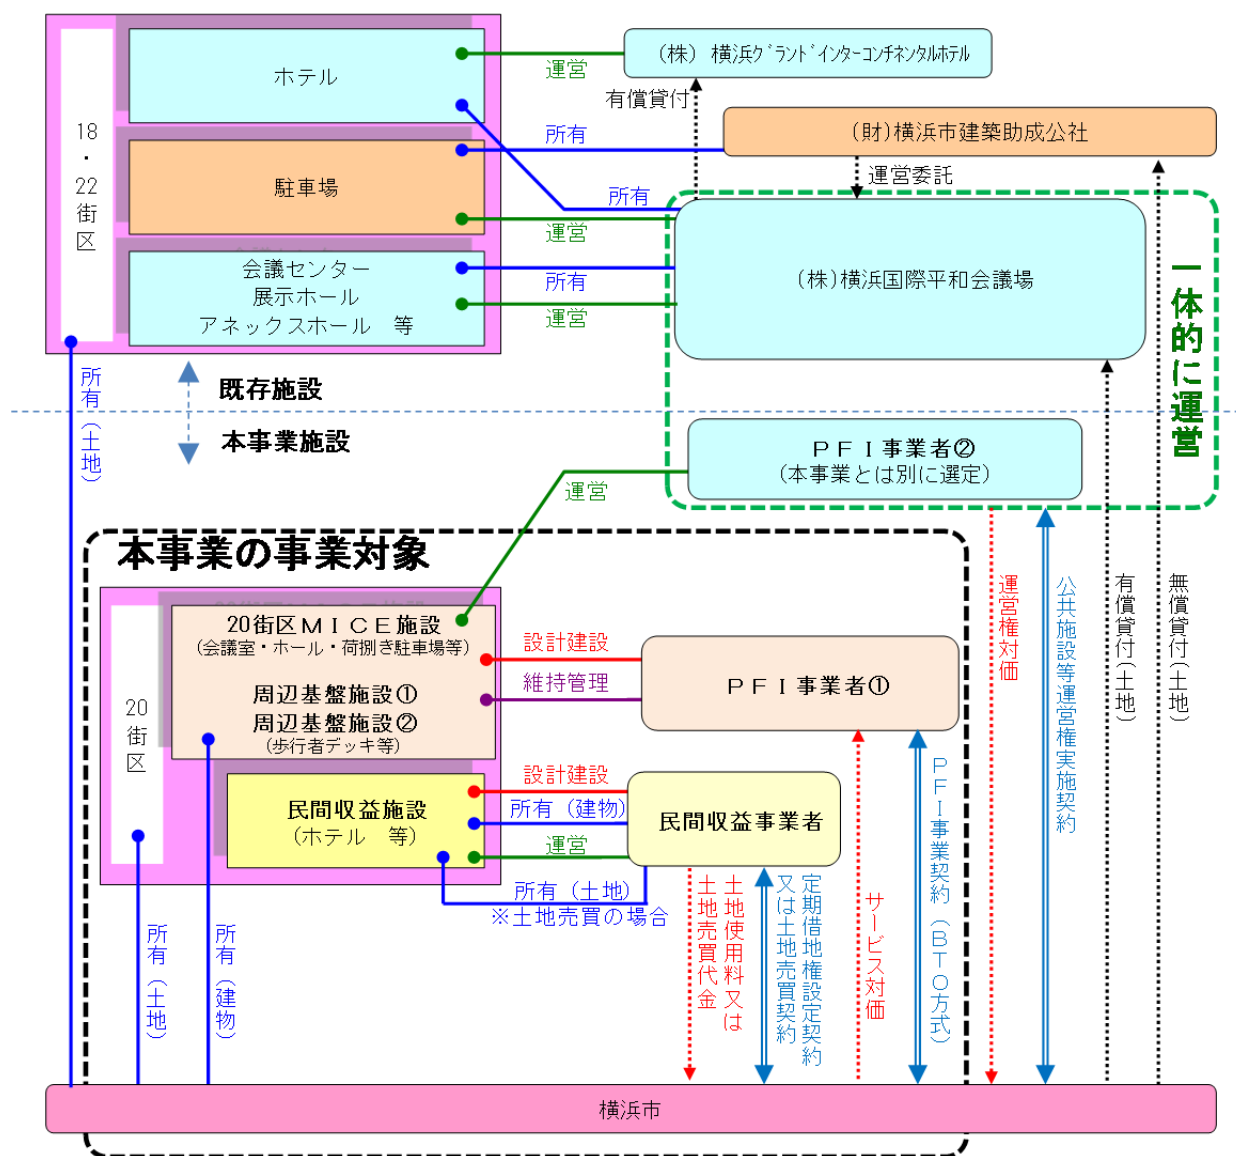 18・22街区
ホテル
駐車場
会議センター
展示ホール
アネックスホール　等
運営
(株)　横浜グランドインターコンチネンタルホテル
有償貸付
所有
(財)横浜市建築助成公社
運営委託
所有
運営
所有
運営
(株)横浜国際平和会議場
一体的に運営
所有（土地）
既存施設
本事業施設
ＰＦＩ事業者②
(本事業とは別に選定)
運営
本事業の事業対象
20街区
20街区ＭＩＣＥ施設
(会議室・ホール・荷捌き駐車場等)
周辺基盤施設①
周辺基盤施設②
(歩行者デッキ等)
設計建設
維持管理
ＰＦＩ事業者①
民間収益施設
(ホテル　等)
設計建設
所有（建物）
運営
民間収益事業者
所有（土地）
※土地売買の場合
所有（土地）
所有（建物）
土地使用料又は
土地売買代金
定期借地権設定契約
又は土地売買契約
サービス対価
ＰＦＩ事業契約（ＢＴＯ方式）
運営権対価
公共施設等運営権実施契約
有償貸付(土地)
無償貸付(土地)
横浜市